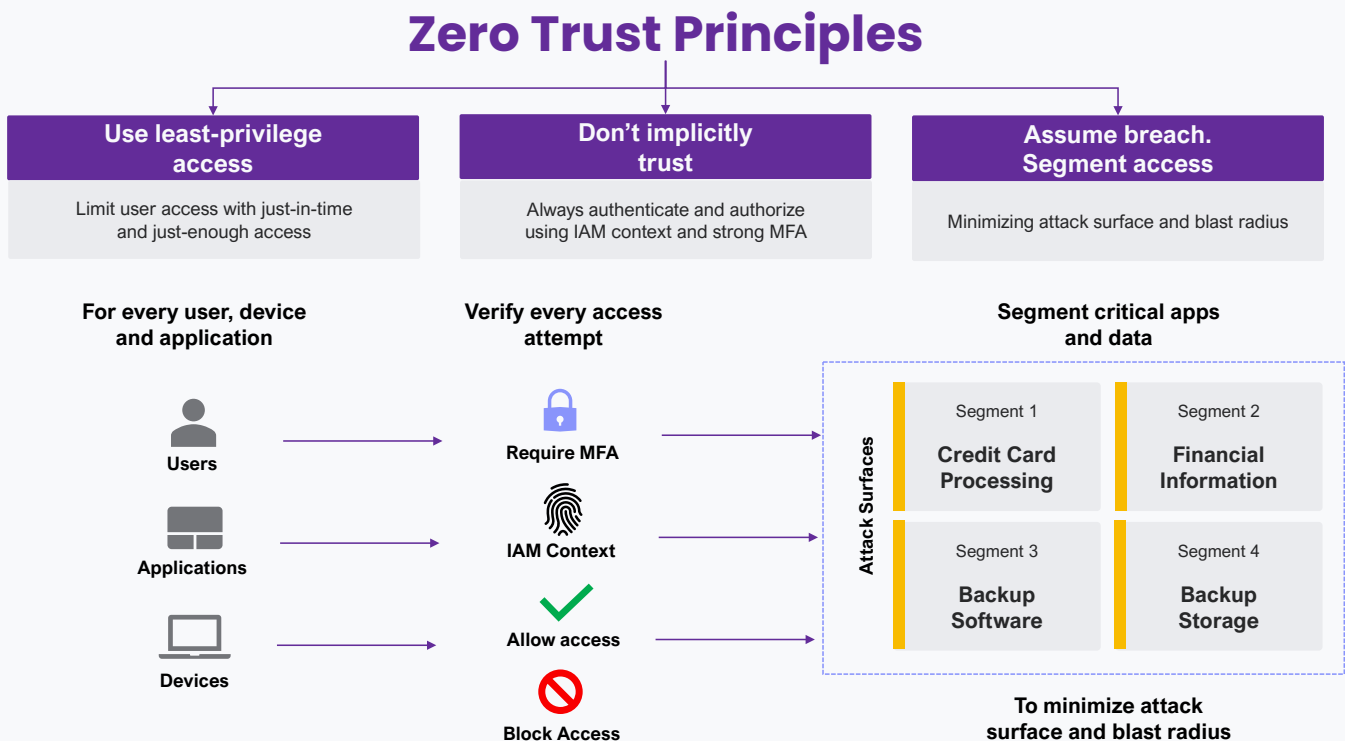 Zero Trust Principles
Use least-privilege
access
Limit user access with just-in-time
and just-enough access
Don’t implicitly
trust
Always authenticate and authorize
using IAM context and strong MFA
Assume breach.
Segment access
Minimizing attack surface and blast radius
For every user, device
and application
Users
Applications
Devices
Verify every access
attempt
Require MFA
IAM Context
Allow access
Block Access
Segment critical apps
and data
Attack Surfaces
Segment 1
Credit Card
Processing
Segment 2
Financial
Information
Segment 3
Backup
Software
Segment 4
Backup
Storage
To minimize attack
surface and blast radius